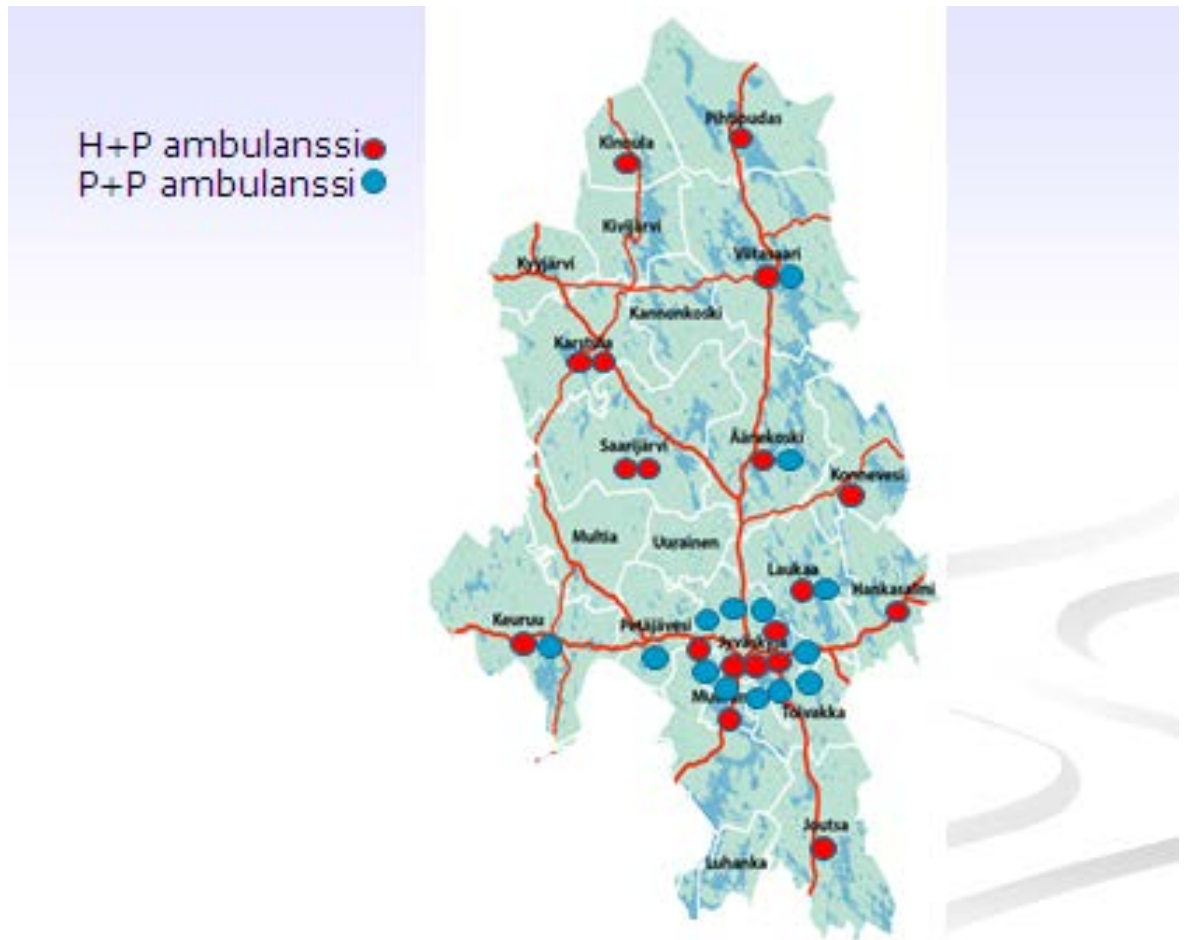 H+P ambulanssi
P+P ambulanssi
Pihtipudas
Kinnula
Kivijärvi
Viitasaari
Kyyjärvi
Kannonkoski
Karstula
Saarijärvi
Äänekoski
Konnevesi
Multia
Uurainen
Laukaa
Hankasalmi
Keuruu
Petäjävesi
Jyväskylä
Toivakka
Joutsa
Luhanka